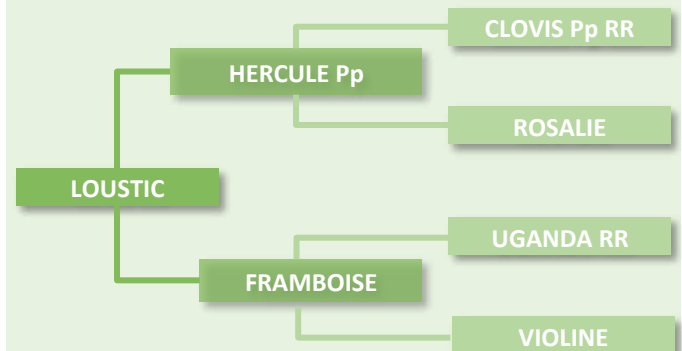 CLOVIS Pp RR
HERCULE Pp
ROSALIE
LOUSTIC
UGANDA RR
FRAMBOISE
VIOLINE